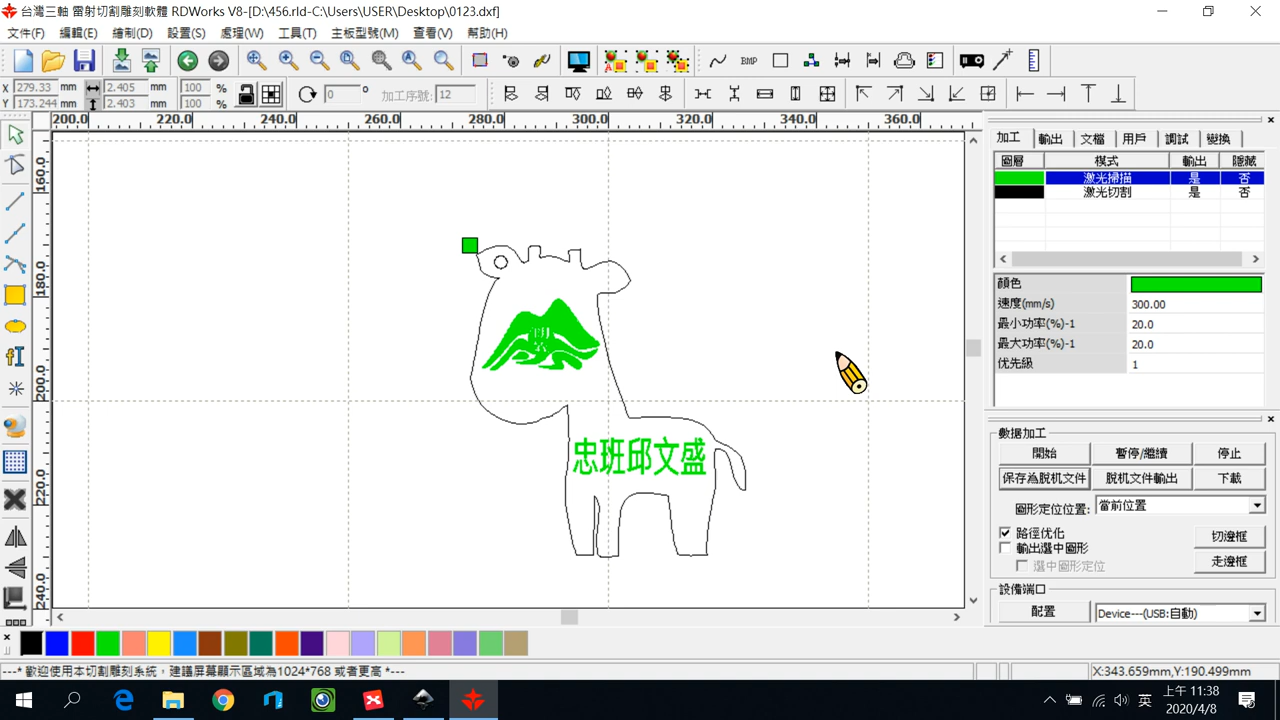 台灣三軸 雷射切割雕刻軟體 RDWorks V8-[D:\456.rld-C:\Users\USER\Desktop\0123.dxf]
文件(F) 編輯(E) 繪制(D) 設置(S) 處理(W) 工具(T) 主板型號(M) 查看(V) 幫助(H)
BMP
X 279.33 mm 2.405 mm 100 %
Y 173.244 mm 2.403 mm 100 %
0 ° 加工序號: 12
200.0 220.0 240.0 260.0 280.0 300.0 320.0 340.0 360.0
160.0
180.0
200.0
220.0
240.0
忠班邱文盛
加工 輸出 文檔 用戶 調試 變換
圖層 模式 輸出 隱藏
激光掃描 是 否
激光切割 是 否
顏色
速度(mm/s) 300.00
最小功率(%)-1 20.0
最大功率(%)-1 20.0
优先級 1
數据加工
開始 暫停/繼續 停止
保存為脫机文件 脫机文件輸出 下載
圖形定位位置: 當前位置
路徑优化
輸出選中圖形
選中圖形定位
切邊框
走邊框
設備端口
配置 Device---(USB:自動)
---* 歡迎使用本切割雕刻系統，建議屏幕顯示區域為1024*768 或者更高 *---
X:343.659mm,Y:190.499mm
英
上午 11:38
2020/4/8